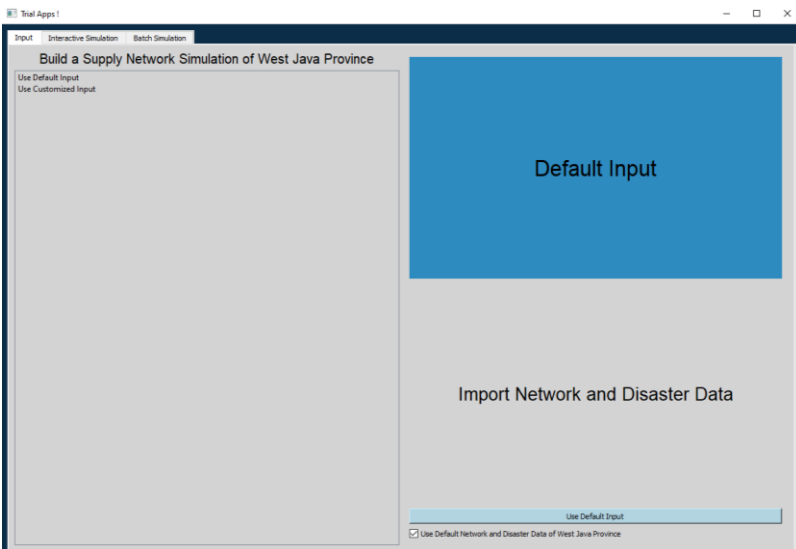 Trial Apps !
Input Interactive Simulation Batch Simulation
Build a Supply Network Simulation of West Java Province
Use Default Input
Use Customized Input
Default Input
Import Network and Disaster Data
Use Default Input
Use Default Network and Disaster Data of West Java Province